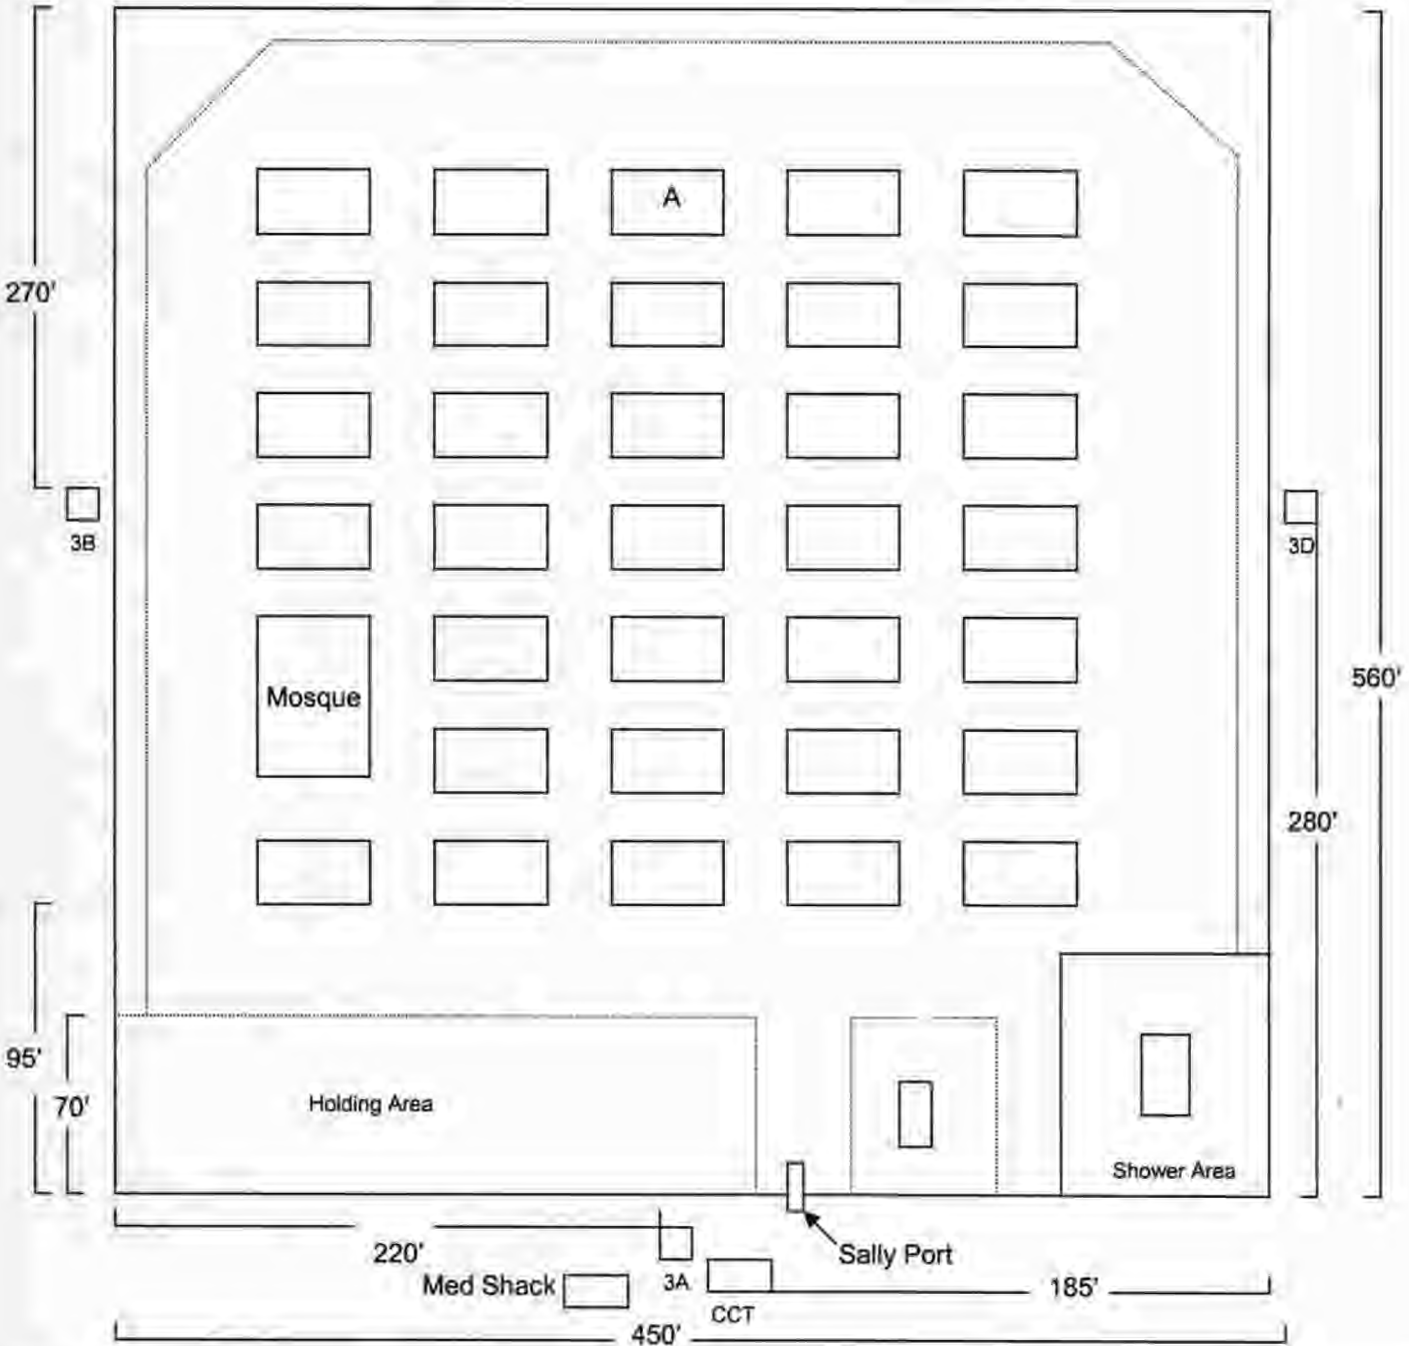 A
270'
3B
3D
560'
Mosque
280'
95'
70'
Holding Area
Shower Area
220'
Sally Port
Med Shack
3A
185'
CCT
450'